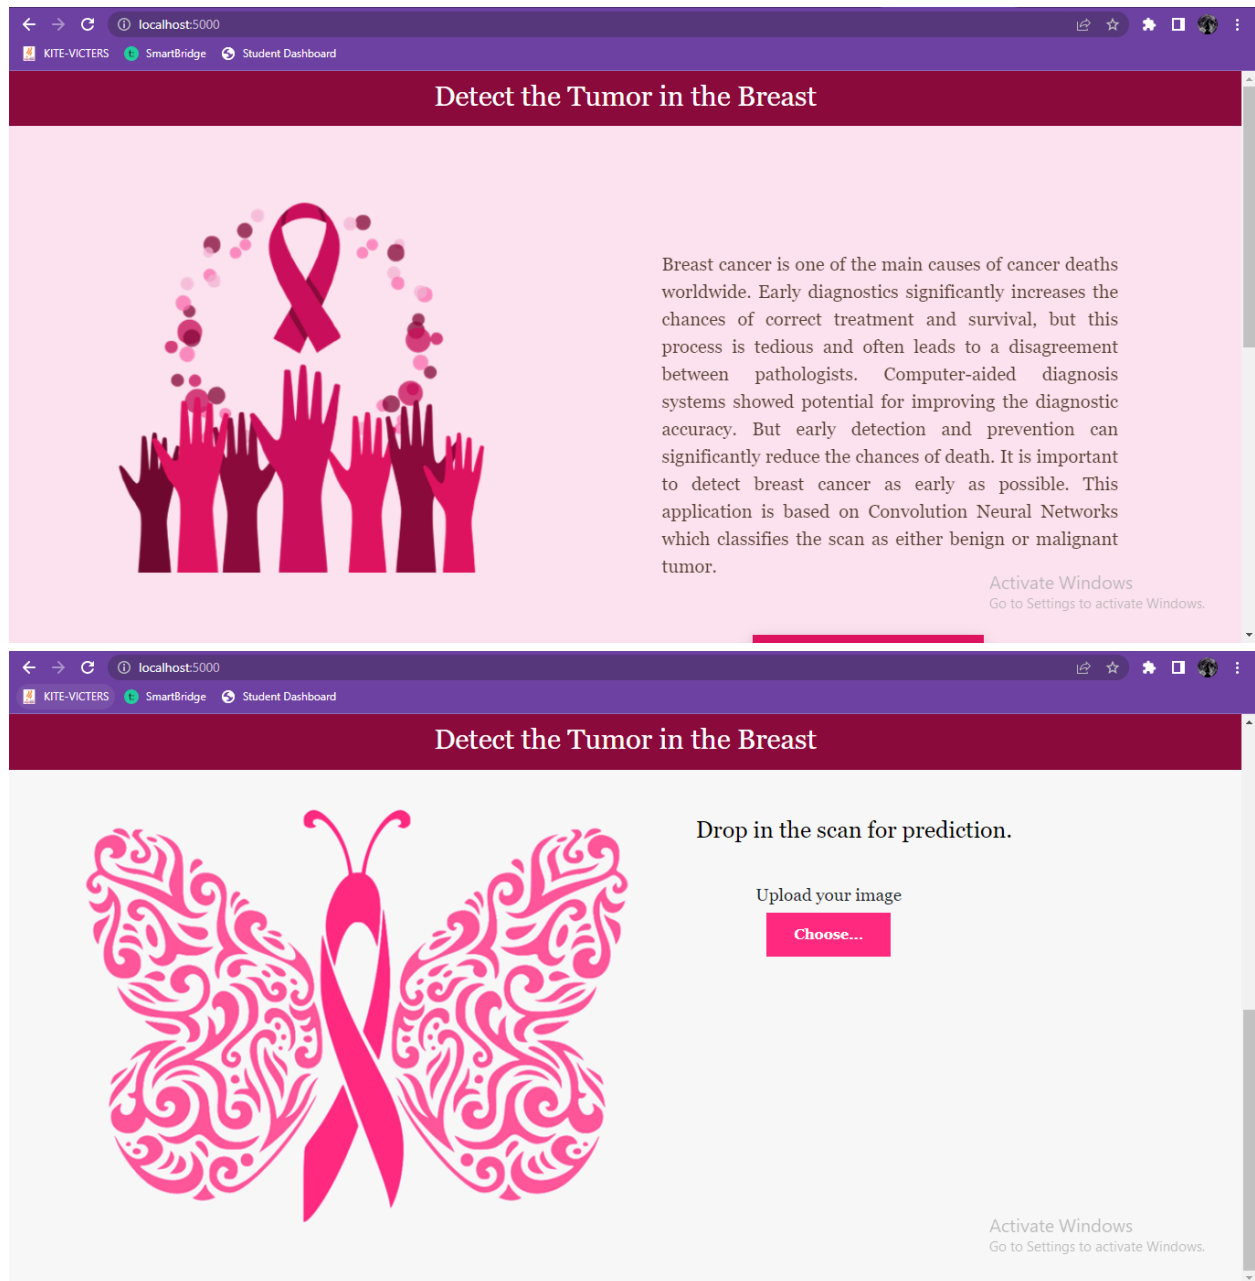 localhost:5000
KITE-VICTERS SmartBridge Student Dashboard
Detect the Tumor in the Breast
Breast cancer is one of the main causes of cancer deaths
worldwide. Early diagnostics significantly increases the
chances of correct treatment and survival, but this
process is tedious and often leads to a disagreement
between pathologists. Computer-aided diagnosis
systems showed potential for improving the diagnostic
accuracy. But early detection and prevention can
significantly reduce the chances of death. It is important
to detect breast cancer as early as possible. This
application is based on Convolution Neural Networks
which classifies the scan as either benign or malignant
tumor.
Activate Windows
Go to Settings to activate Windows.
localhost:5000
KITE-VICTERS SmartBridge Student Dashboard
Detect the Tumor in the Breast
Drop in the scan for prediction.
Upload your image
Choose...
Activate Windows
Go to Settings to activate Windows.